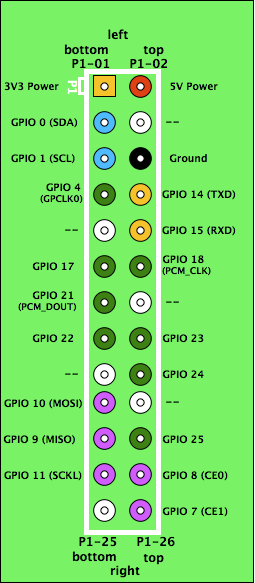 left
bottom top
P1-01 P1-02
3V3 Power P1 5V Power
GPIO 0 (SDA) --
GPIO 1 (SCL) Ground
GPIO 4 GPIO 14 (TXD)
(GPCLK0)
-- GPIO 15 (RXD)
GPIO 17 GPIO 18
(PCM_CLK)
GPIO 21 --
(PCM_DOUT)
GPIO 22 GPIO 23
-- GPIO 24
GPIO 10 (MOSI) --
GPIO 9 (MISO) GPIO 25
GPIO 11 (SCKL) GPIO 8 (CE0)
GPIO 7 (CE1)
P1-25 P1-26
bottom top
right